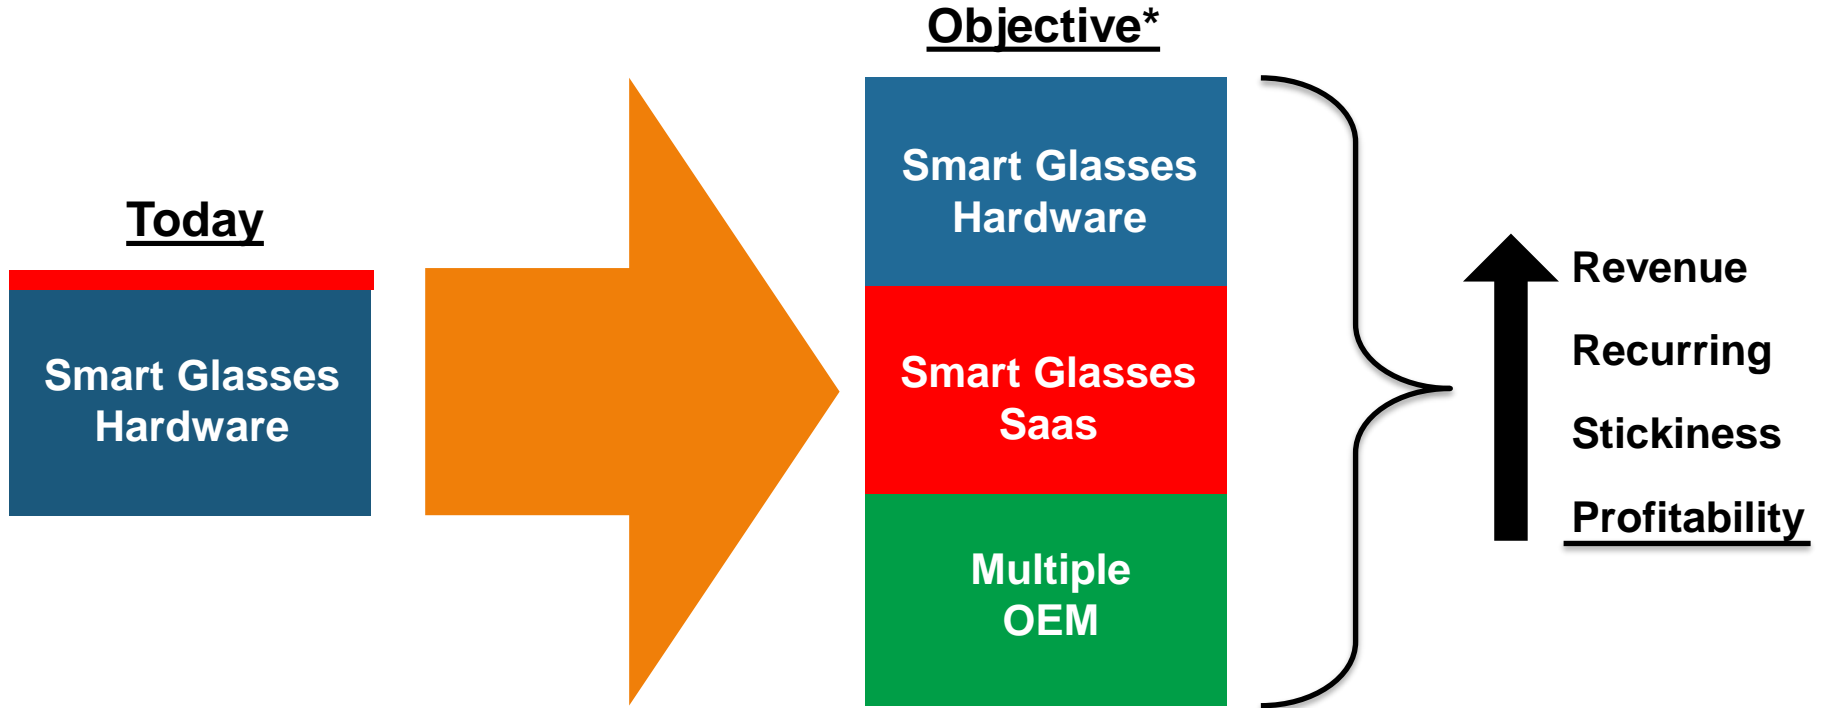 Objective*
Today
Smart Glasses
Hardware
Smart Glasses
Hardware
Smart Glasses
Saas
Multiple
OEM
Revenue
Recurring
Stickiness
Profitability